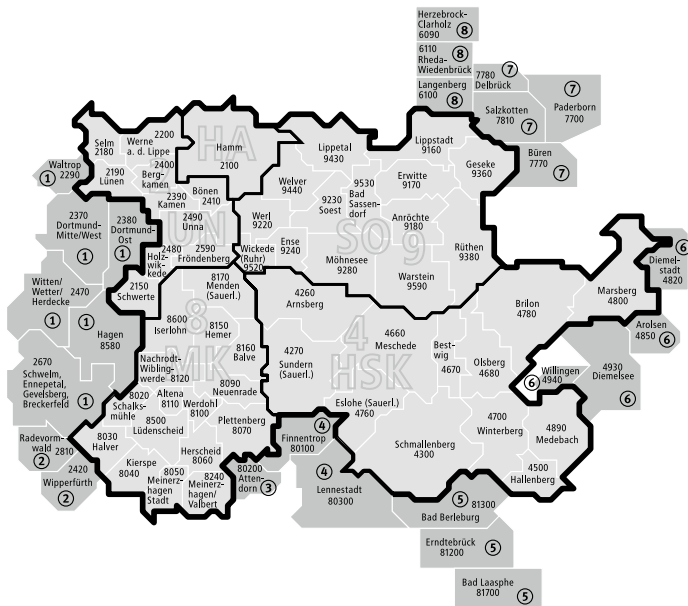 Herzebrock-
Clarholz
6090 8
6110 8
Rheda-
Wiedenbrück
Langenberg
6100 8
7780 7
Delbrück
Salzkotten
7810 7
7
Paderborn
7700
Büren
7770 7
HA
Hamm
2100
UN
Selm
2180
Werne 2200
a. d. Lippe
2400
Berg-
kamen
2190
Lünen
Bönen
2410
2390
Kamen
2490
Unna
2480
Holz-
wik-
kede
2590
Fröndenberg
2150
Schwerte
Waltrop
2290
1
2370
Dortmund-
Mitte/West
1
2380
Dortmund-
Ost
1
Witten/
Wetter/
Herdecke
1
2470
1
Hagen
8580
2670
Schwelm,
Ennepetal,
Gevelsberg,
Breckerfeld
1
Radevorm-
wald 2810
2
2420
Wipperfürth
2
SO 9
Lippetal
9430
Lippstadt
9160
Geseke
9360
Welver
9440
Erwitte
9170
9530
Bad
Sassen-
dorf
9230
Soest
Anröchte
9180
Werl
9220
Ense
9240
Wickede
(Ruhr)
9520
Möhnesee
9280
Rüthen
9380
Warstein
9590
8
MK
8170
Menden
(Sauerl.)
8600
Iserlohn
8150
Hemer
8160
Balve
Nachrodt-
Wibling-
werde 8120
8020
Schalks-
mühle
Altena
8110
Werdohl
8100
8090
Neuenrade
8500
Lüdenscheid
Plettenberg
8070
8030
Halver
Herscheid
8060
Kierspe
8040
8050
Meinerz-
hagen
Stadt
8240
Meinerz-
hagen/
Valbert
80200
Atten-
dorn
3
4
HSK
4260
Arnsberg
4660
Meschede
Best-
wig
4670
4270
Sundern
(Sauerl.)
Olsberg
4680
Brilon
4780
Marsberg
4800
Eslohe (Sauerl.)
4760
Schmallenberg
4300
4700
Winterberg
4890
Medebach
4500
Hallenberg
6
Diemel-
stadt
4820
Arolsen
4850 6
4930
Diemelsee
6
Willingen
4940
6
4
Finnentrop
80100
4
Lennestadt
80300
5
81300
Bad Berleburg
Erndtebrück
81200 5
Bad Laasphe
81700 5